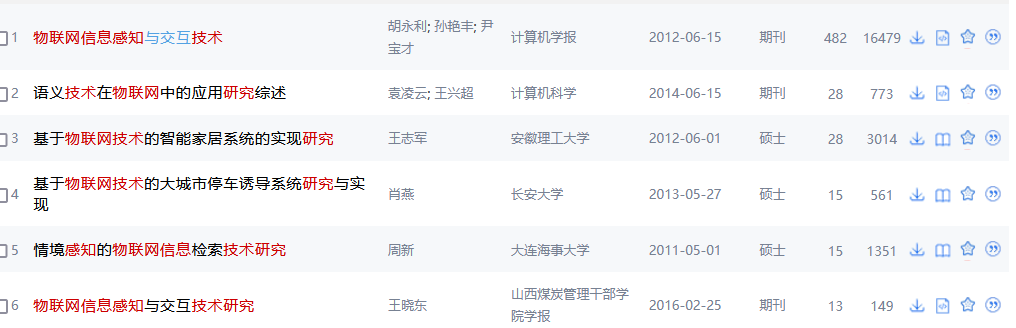 1 物联网信息感知与交互技术 胡永利; 孙艳丰; 尹宝才 计算机学报 2012-06-15 期刊 482 16479
2 语义技术在物联网中的应用研究综述 袁凌云; 王兴超 计算机科学 2014-06-15 期刊 28 773
3 基于物联网技术的智能家居系统的实现研究 王志军 安徽理工大学 2012-06-01 硕士 28 3014
4 基于物联网技术的大城市停车诱导系统研究与实现 肖燕 长安大学 2013-05-27 硕士 15 561
5 情境感知的物联网信息检索技术研究 周新 大连海事大学 2011-05-01 硕士 15 1351
6 物联网信息感知与交互技术研究 王晓东 山西煤炭管理干部学院学报 2016-02-25 期刊 13 149